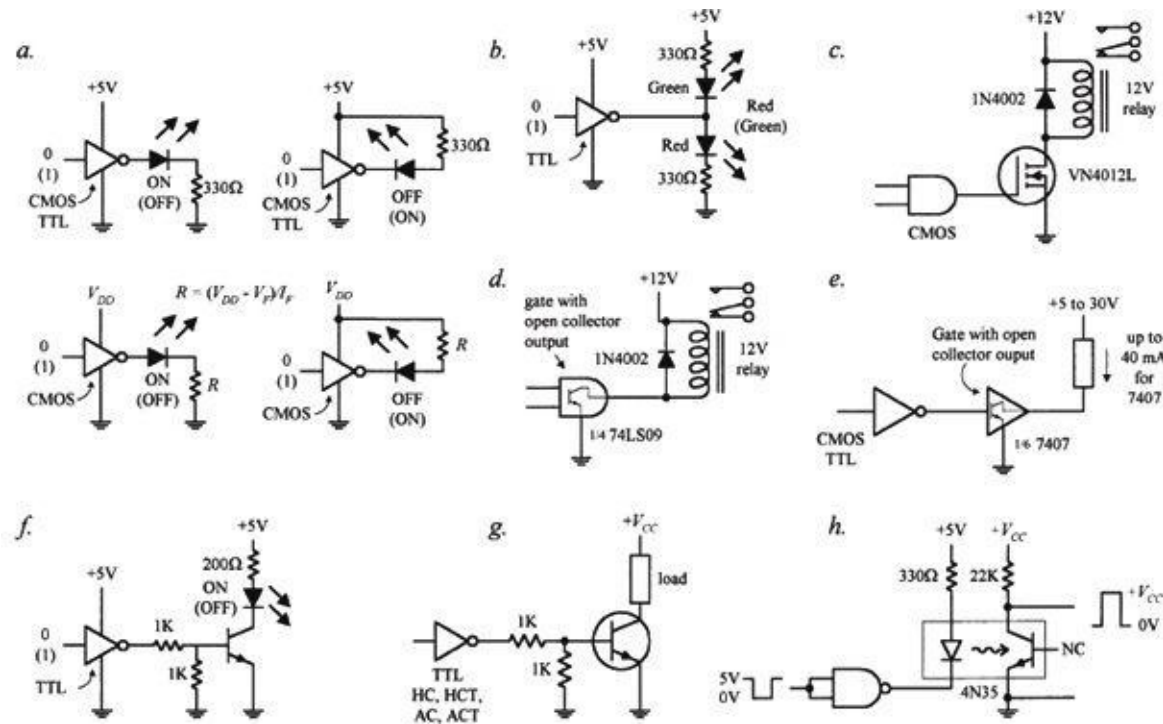 a.
+5V
0
(1)
CMOS
TTL
ON
(OFF)
330Ω
+5V
0
(1)
CMOS
TTL
OFF
(ON)
330Ω
V_DD
R = (V_DD - V_F)/I_F
0
(1)
CMOS
ON
(OFF)
R
V_DD
0
(1)
CMOS
OFF
(ON)
R
b.
+5V
+5V
330Ω
Green
0
(1)
TTL
Red
(Green)
Red
330Ω
c.
+12V
1N4002
12V
relay
VN4012L
CMOS
d.
+12V
gate with
open collector
output
1N4002
12V
relay
1/4 74LS09
e.
+5 to 30V
Gate with open
collector ouput
up to
40 mA
for
7407
CMOS
TTL
1/6 7407
f.
+5V
200Ω
ON
(OFF)
+5V
0
(1)
1K
1K
TTL
g.
+V_CC
load
1K
1K
TTL
HC, HCT,
AC, ACT
h.
+5V
+V_CC
330Ω
22K
+V_CC
0V
NC
4N35
5V
0V